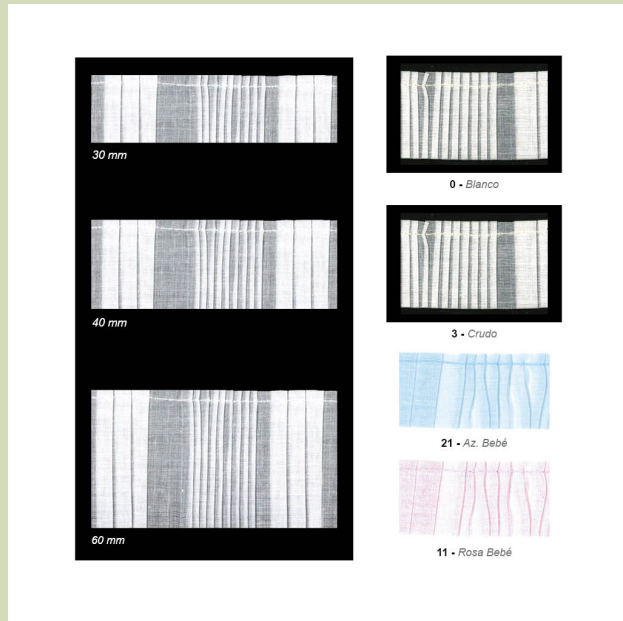 30 mm
40 mm
60 mm
0 - Blanco
3 - Crudo
21 - Az. Bebé
11 - Rosa Bebé